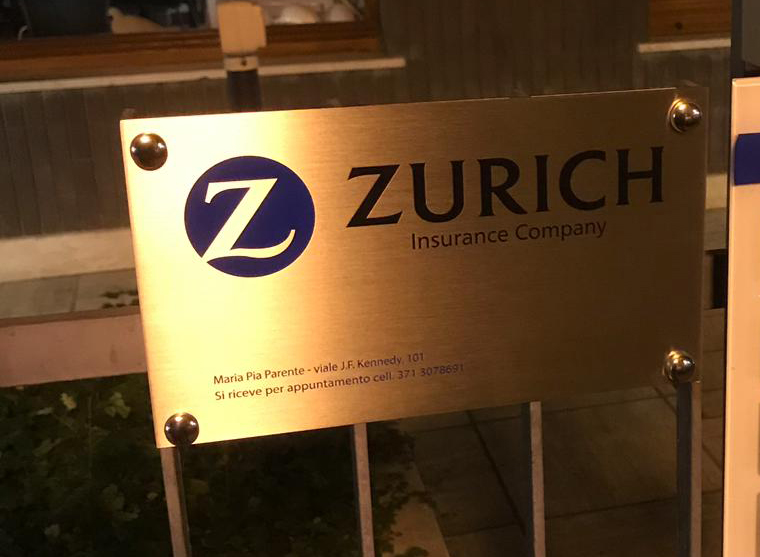 Z ZURICH
Insurance Company
Maria Pia Parente - viale J.F. Kennedy, 101
Si riceve per appuntamento cell. 371 3078691